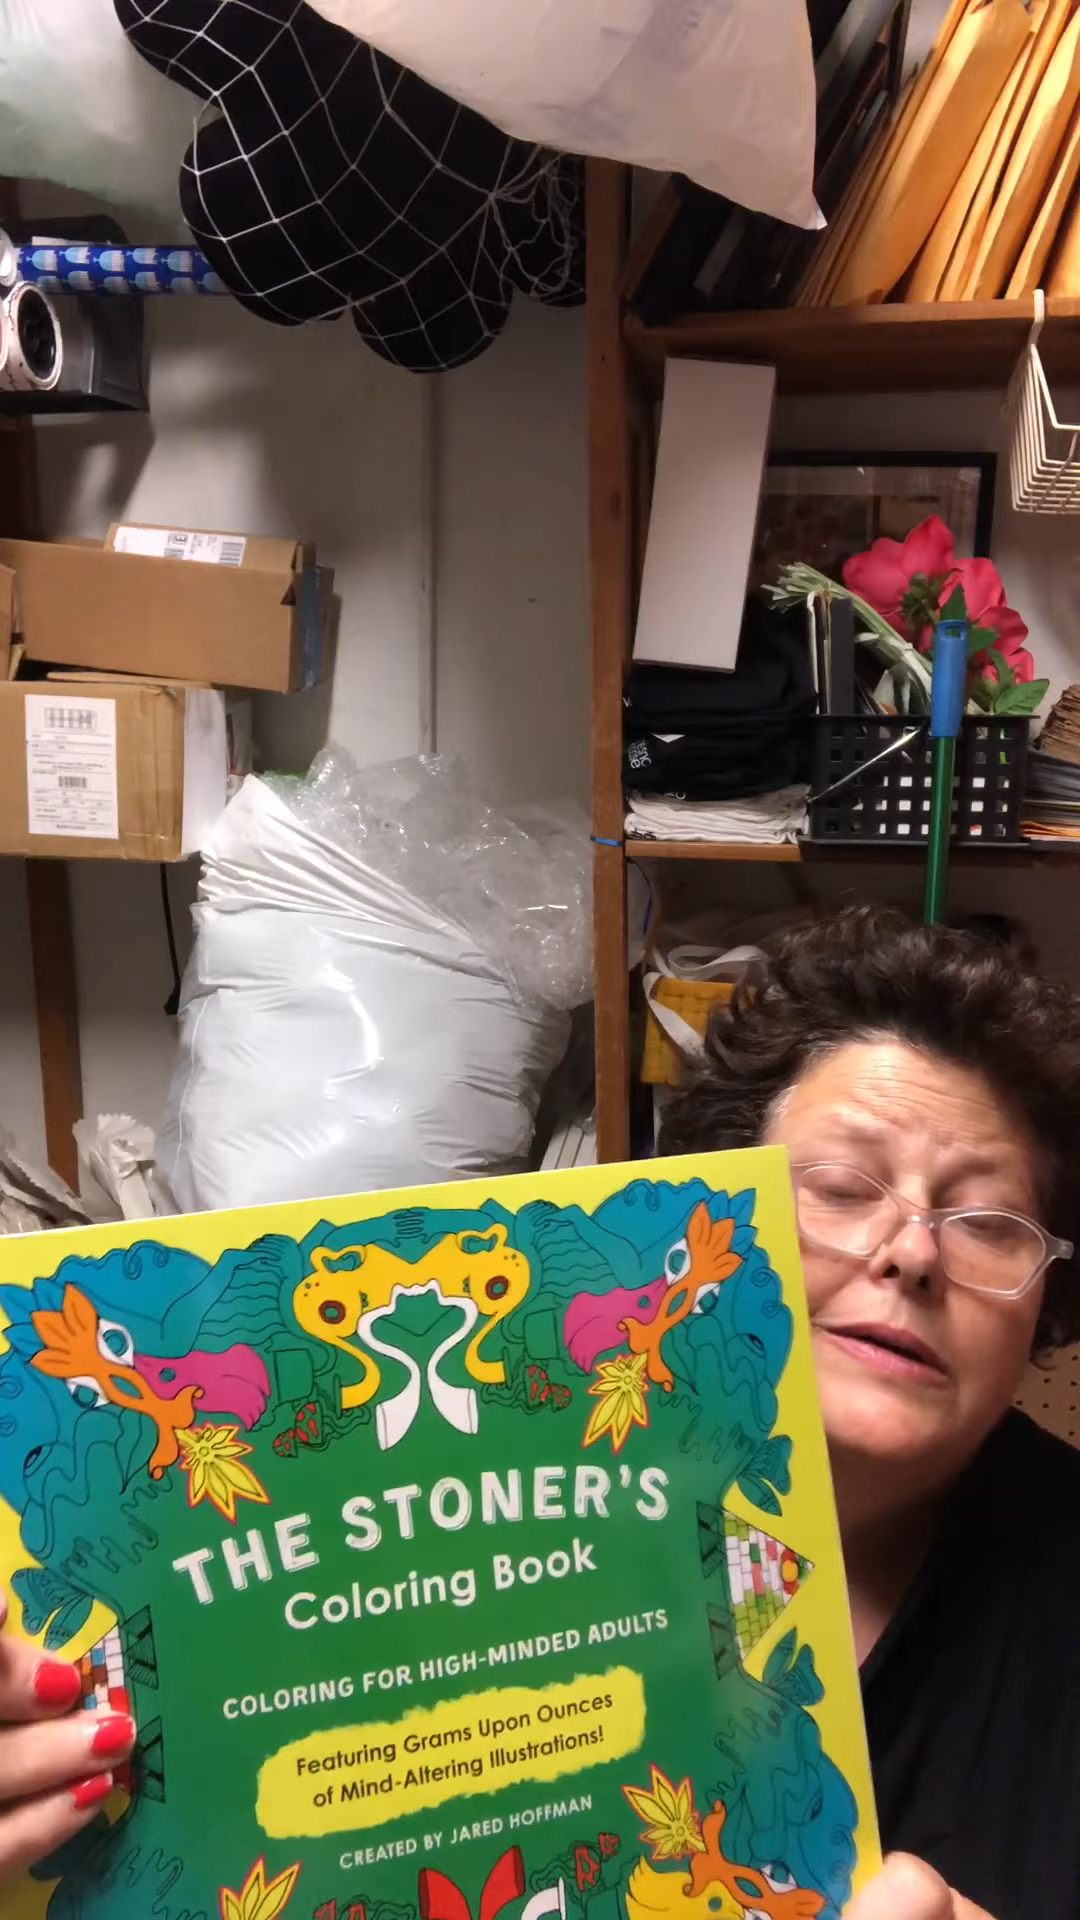 THE STONER'S
Coloring Book
COLORING FOR HIGH-MINDED ADULTS
Featuring Grams Upon Ounces
of Mind-Altering Illustrations!
CREATED BY JARED HOFFMAN